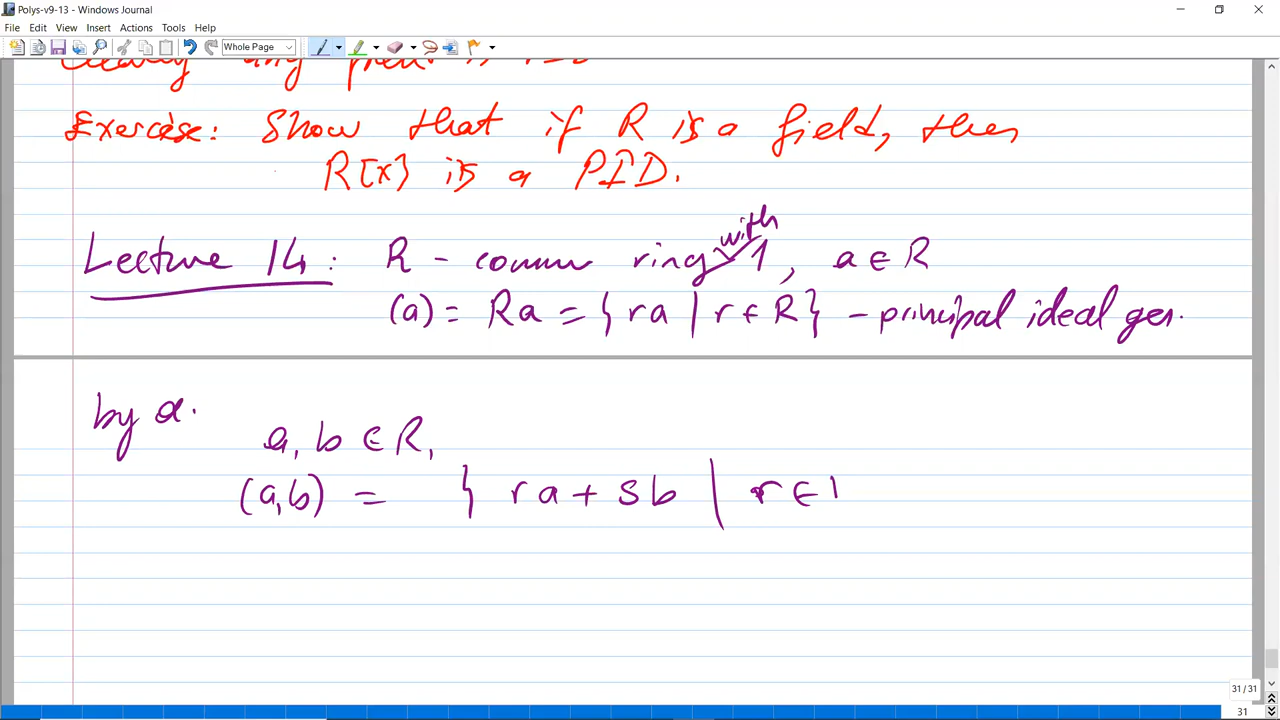 Polys-v9-13 - Windows Journal
File Edit View Insert Actions Tools Help
Whole Page
Clearly any
Exercise: Show that if R is a field, then
R[x] is a PID.
Lecture 14: R - comm ring with 1, a ∈ R
(a) = Ra = { ra | r ∈ R } - principal ideal gen.
by a.
a, b ∈ R,
(a,b) = { ra + sb | r ∈
31 / 31
31